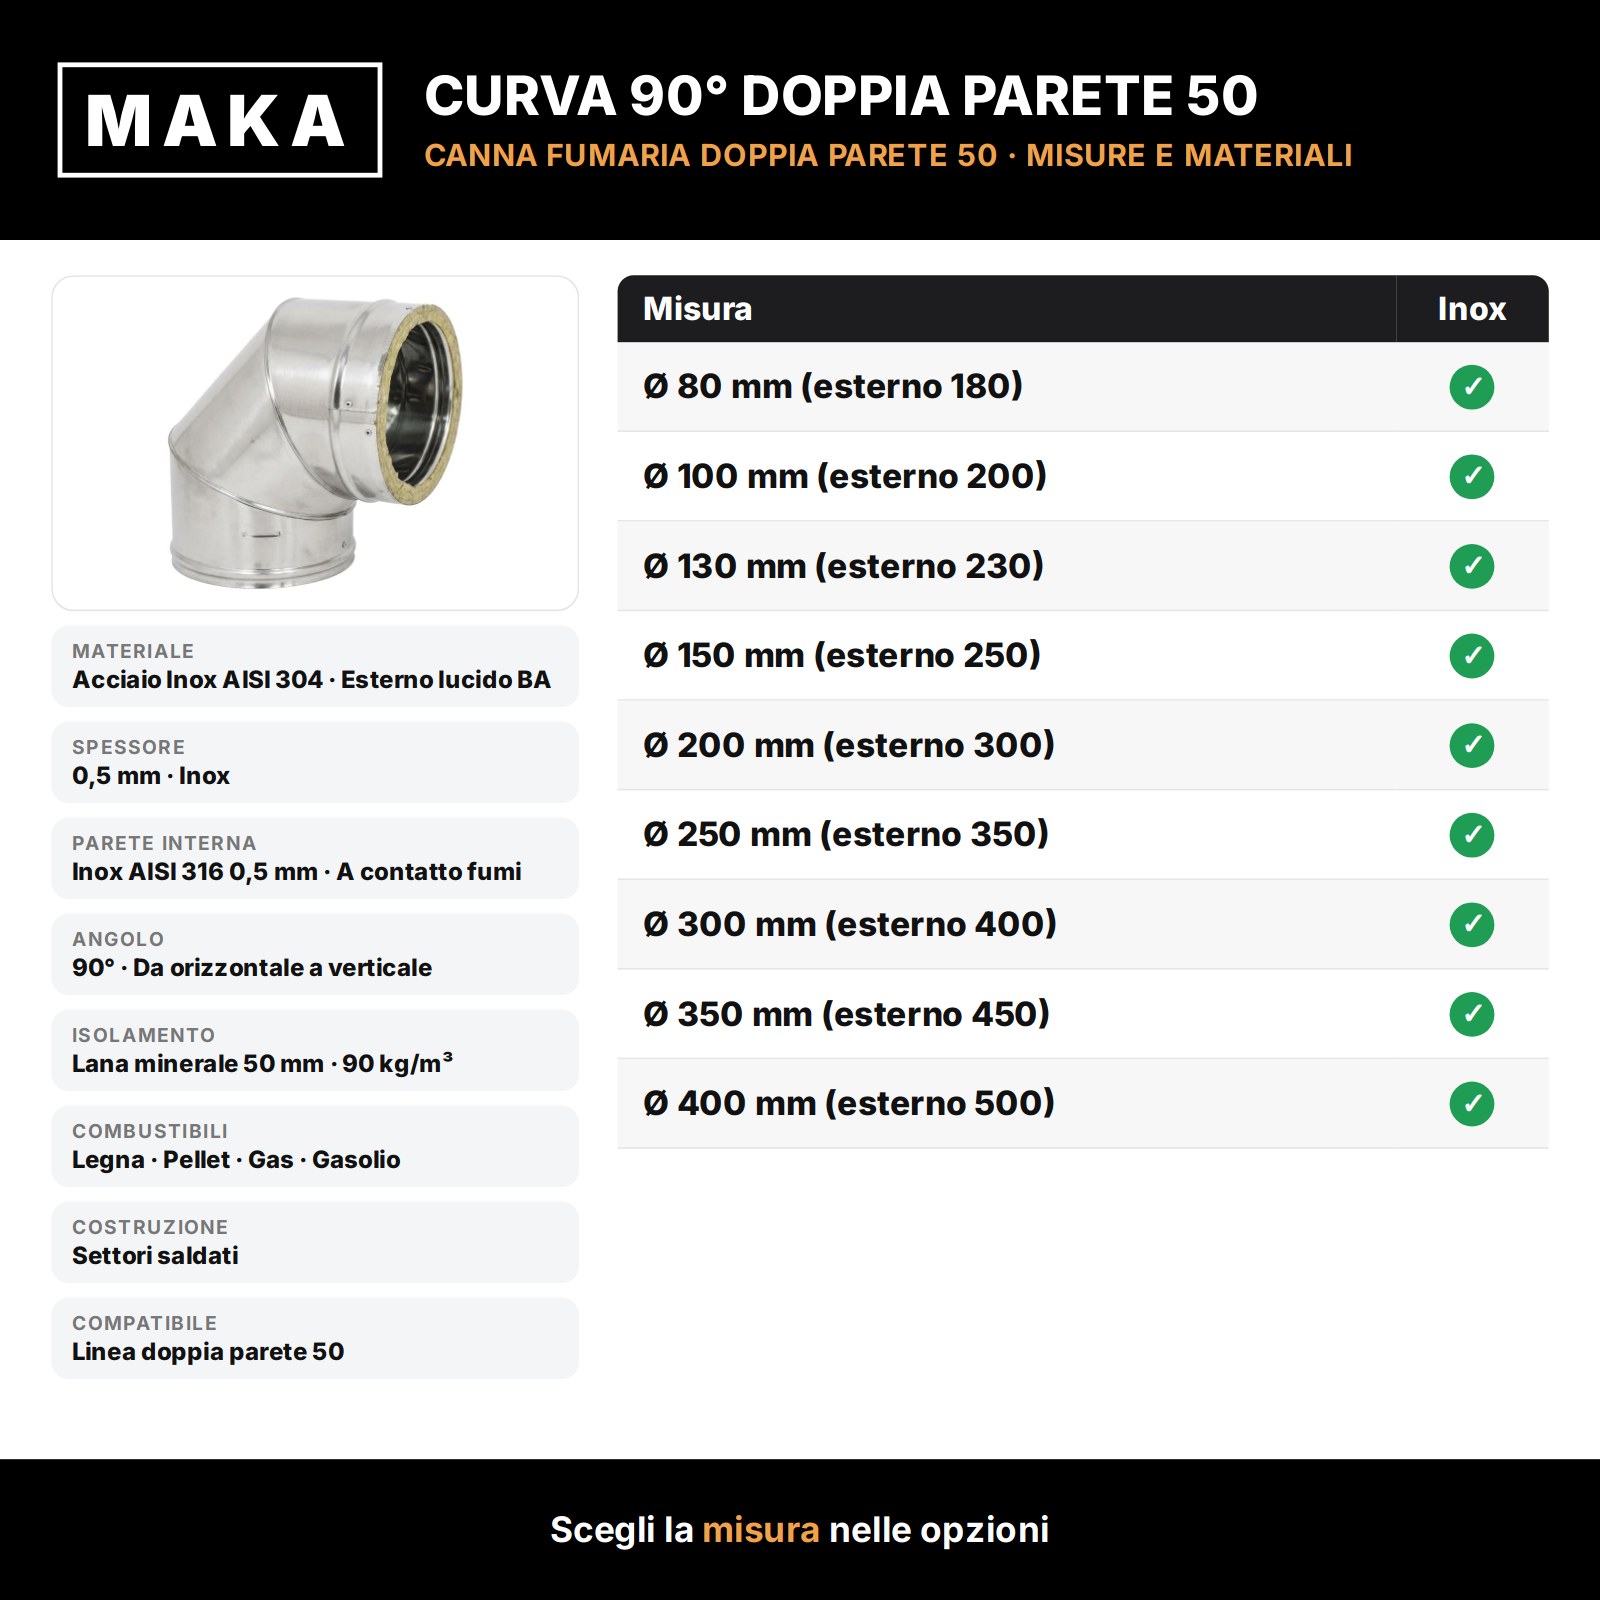 MAKA
CURVA 90° DOPPIA PARETE 50
CANNA FUMARIA DOPPIA PARETE 50 · MISURE E MATERIALI
MATERIALE
Acciaio Inox AISI 304 · Esterno lucido BA
SPESSORE
0,5 mm · Inox
PARETE INTERNA
Inox AISI 316 0,5 mm · A contatto fumi
ANGOLO
90° · Da orizzontale a verticale
ISOLAMENTO
Lana minerale 50 mm · 90 kg/m³
COMBUSTIBILI
Legna · Pellet · Gas · Gasolio
COSTRUZIONE
Settori saldati
COMPATIBILE
Linea doppia parete 50
Misura Inox
Ø 80 mm (esterno 180) ✓
Ø 100 mm (esterno 200) ✓
Ø 130 mm (esterno 230) ✓
Ø 150 mm (esterno 250) ✓
Ø 200 mm (esterno 300) ✓
Ø 250 mm (esterno 350) ✓
Ø 300 mm (esterno 400) ✓
Ø 350 mm (esterno 450) ✓
Ø 400 mm (esterno 500) ✓
Scegli la misura nelle opzioni